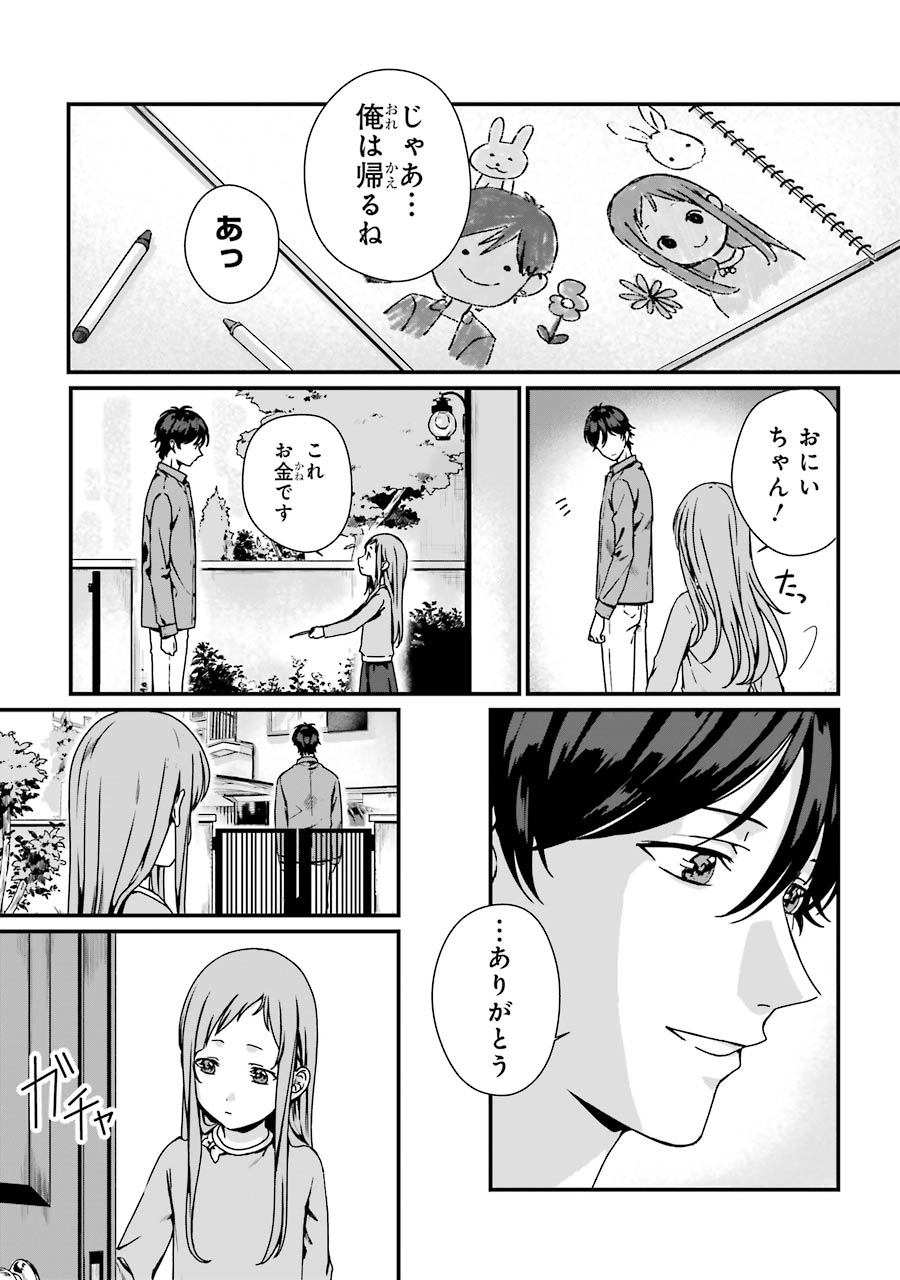 じゃあ…
俺は帰るね
あっ
おにい
ちゃん！
たっ
これ
お金です
…ありがとう
ガチャ